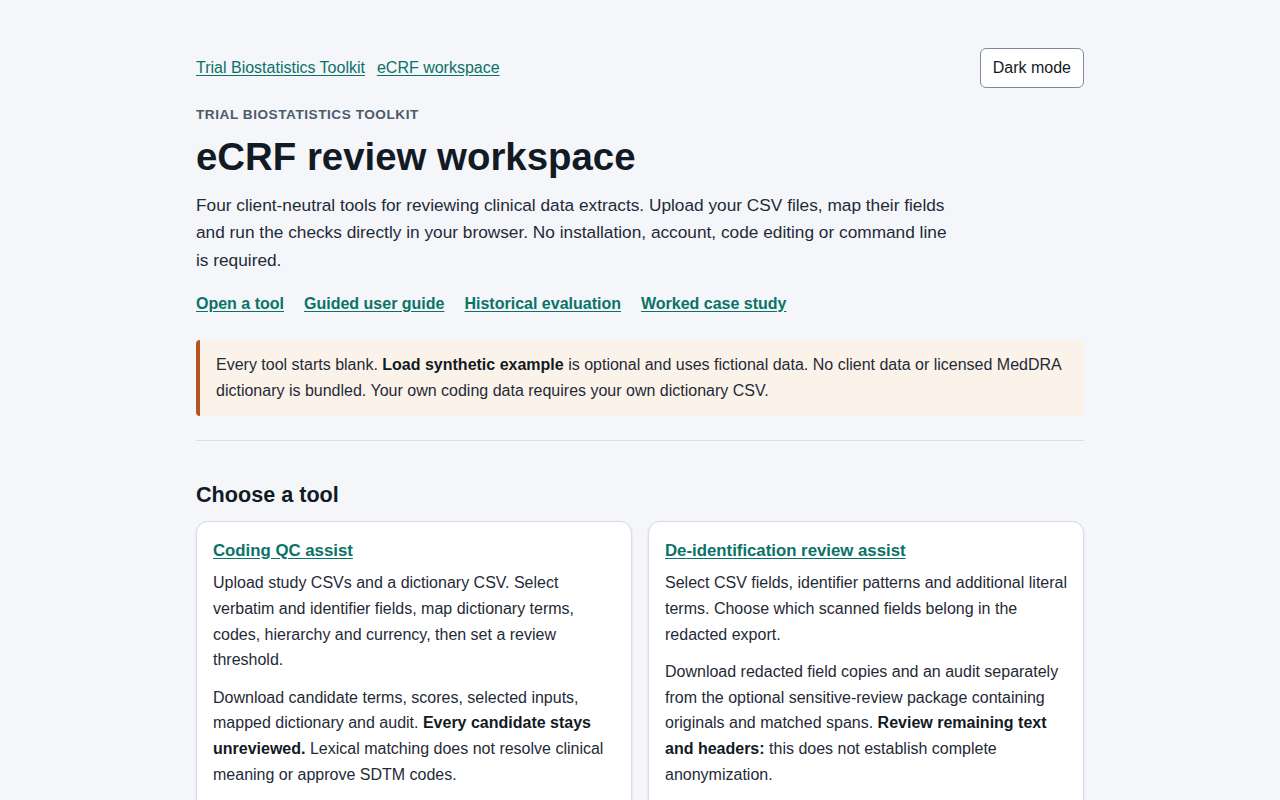 Trial Biostatistics Toolkit eCRF workspace
Dark mode
TRIAL BIOSTATISTICS TOOLKIT
eCRF review workspace
Four client-neutral tools for reviewing clinical data extracts. Upload your CSV files, map their fields
and run the checks directly in your browser. No installation, account, code editing or command line
is required.
Open a tool Guided user guide Historical evaluation Worked case study
Every tool starts blank. Load synthetic example is optional and uses fictional data. No client data or licensed MedDRA
dictionary is bundled. Your own coding data requires your own dictionary CSV.
Choose a tool
Coding QC assist
Upload study CSVs and a dictionary CSV. Select
verbatim and identifier fields, map dictionary terms,
codes, hierarchy and currency, then set a review
threshold.
Download candidate terms, scores, selected inputs,
mapped dictionary and audit. Every candidate stays
unreviewed. Lexical matching does not resolve clinical
meaning or approve SDTM codes.
De-identification review assist
Select CSV fields, identifier patterns and additional literal
terms. Choose which scanned fields belong in the
redacted export.
Download redacted field copies and an audit separately
from the optional sensitive-review package containing
originals and matched spans. Review remaining text
and headers: this does not establish complete
anonymization.